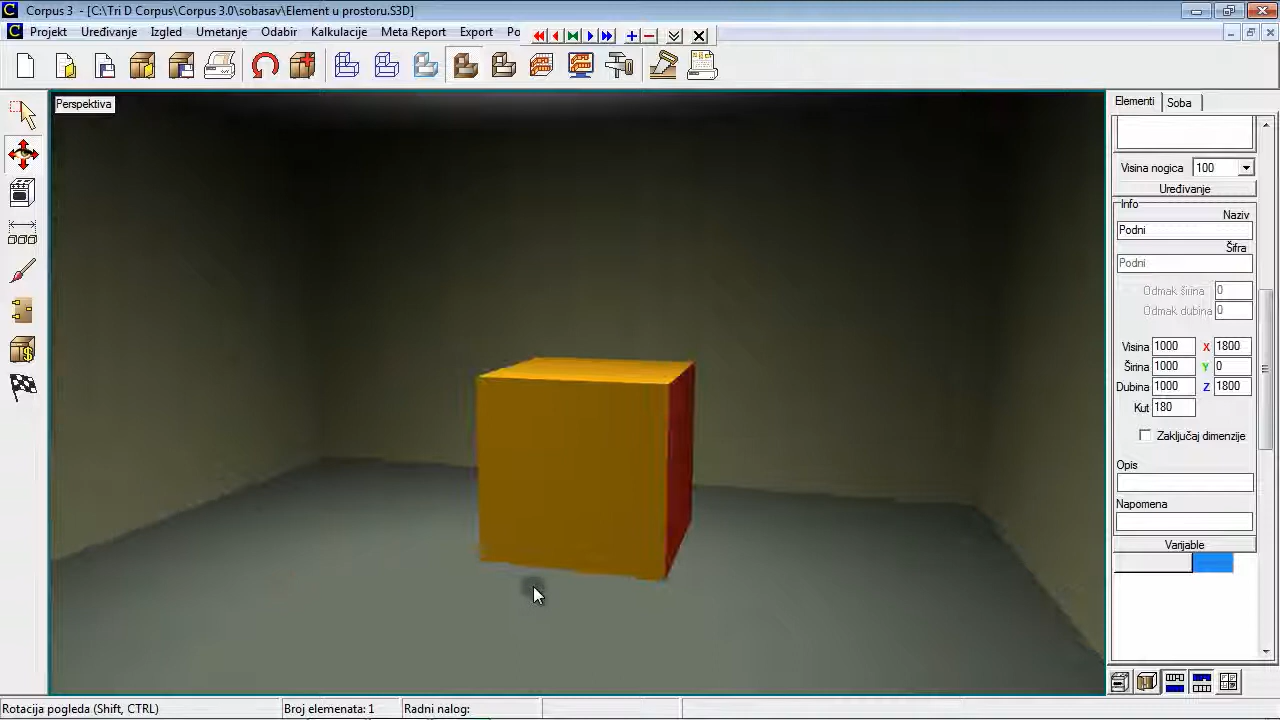 Corpus 3 - [C:\Tri D Corpus\Corpus 3.0\sobasav\Element u prostoru.S3D]
Projekt Uređivanje Izgled Umetanje Odabir Kalkulacije Meta Report Export Po
Perspektiva
Elementi Soba
Visina nogica 100
Uređivanje
Info
Naziv
Podni
Šifra
Podni
Odmak širina 0
Odmak dubina 0
Visina 1000 X 1800
Širina 1000 Y 0
Dubina 1000 Z 1800
Kut 180
Zaključaj dimenzije
Opis
Napomena
Varijable
Rotacija pogleda (Shift, CTRL) Broj elemenata: 1 Radni nalog: